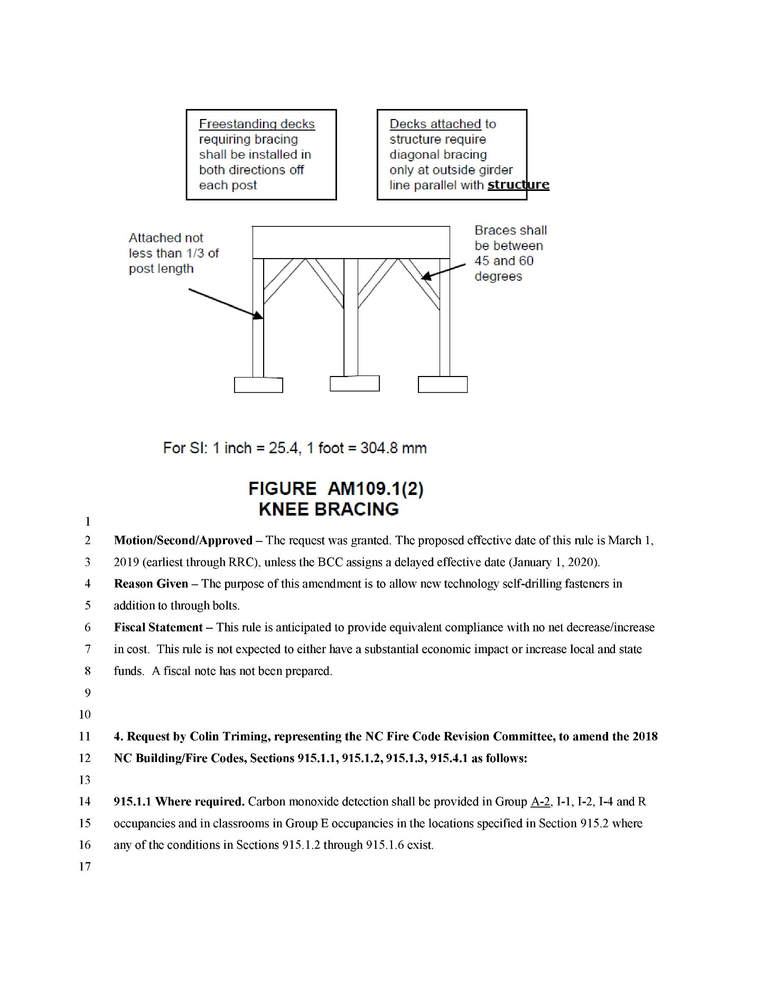 Freestanding decks
requiring bracing
shall be installed in
both directions off
each post
Decks attached to
structure require
diagonal bracing
only at outside girder
line parallel with structure
Attached not
less than 1/3 of
post length
Braces shall
be between
45 and 60
degrees
For SI: 1 inch = 25.4, 1 foot = 304.8 mm
FIGURE AM109.1(2)
KNEE BRACING
1
2 Motion/Second/Approved – The request was granted. The proposed effective date of this rule is March 1,
3 2019 (earliest through RRC), unless the BCC assigns a delayed effective date (January 1, 2020).
4 Reason Given – The purpose of this amendment is to allow new technology self-drilling fasteners in
5 addition to through bolts.
6 Fiscal Statement – This rule is anticipated to provide equivalent compliance with no net decrease/increase
7 in cost.  This rule is not expected to either have a substantial economic impact or increase local and state
8 funds.  A fiscal note has not been prepared.
9
10
11 4. Request by Colin Triming, representing the NC Fire Code Revision Committee, to amend the 2018
12 NC Building/Fire Codes, Sections 915.1.1, 915.1.2, 915.1.3, 915.4.1 as follows:
13
14 915.1.1 Where required. Carbon monoxide detection shall be provided in Group A-2, I-1, I-2, I-4 and R
15 occupancies and in classrooms in Group E occupancies in the locations specified in Section 915.2 where
16 any of the conditions in Sections 915.1.2 through 915.1.6 exist.
17